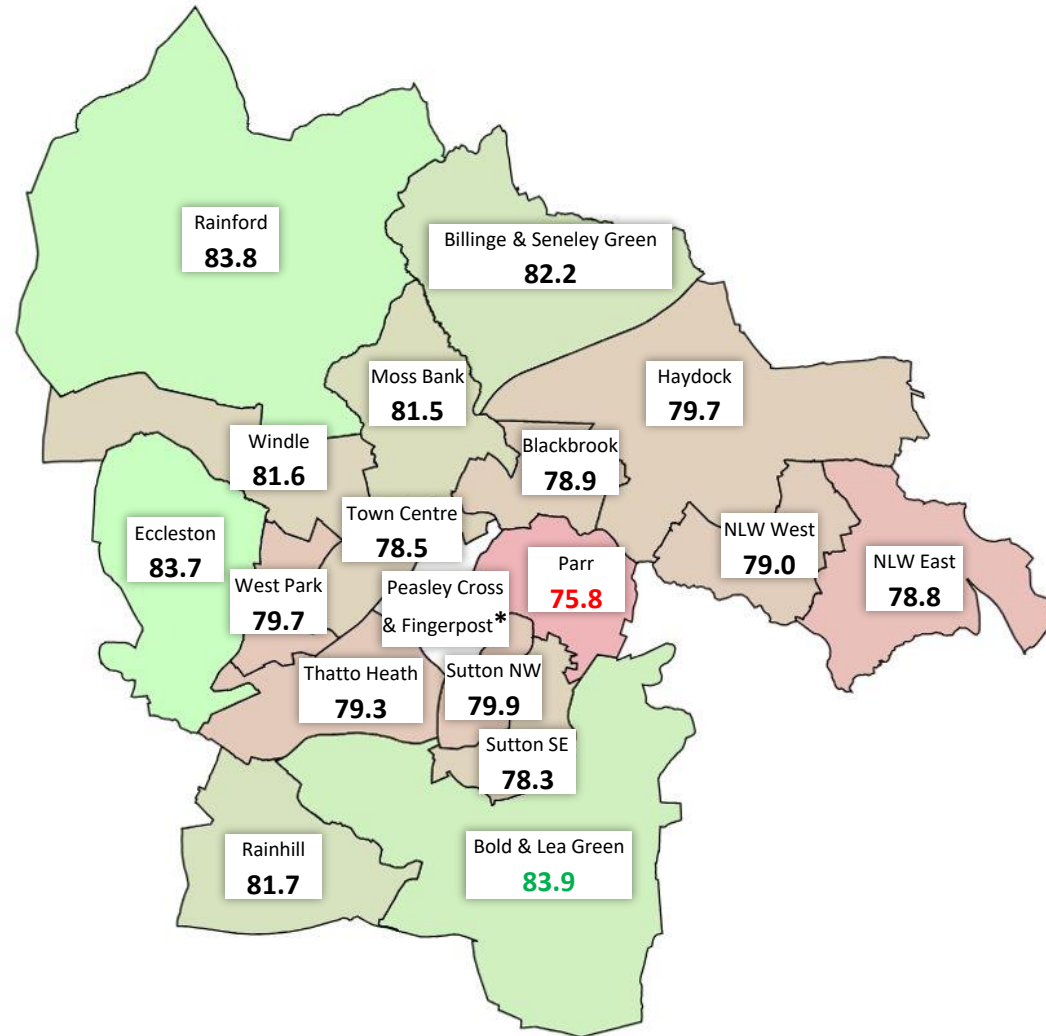 Rainford
83.8
Billinge & Seneley Green
82.2
Moss Bank
81.5
Haydock
79.7
Windle
81.6
Blackbrook
78.9
Town Centre
78.5
Eccleston
83.7
NLW West
79.0
NLW East
78.8
West Park
79.7
Peasley Cross
& Fingerpost*
Parr
75.8
Thatto Heath
79.3
Sutton NW
79.9
Sutton SE
78.3
Rainhill
81.7
Bold & Lea Green
83.9